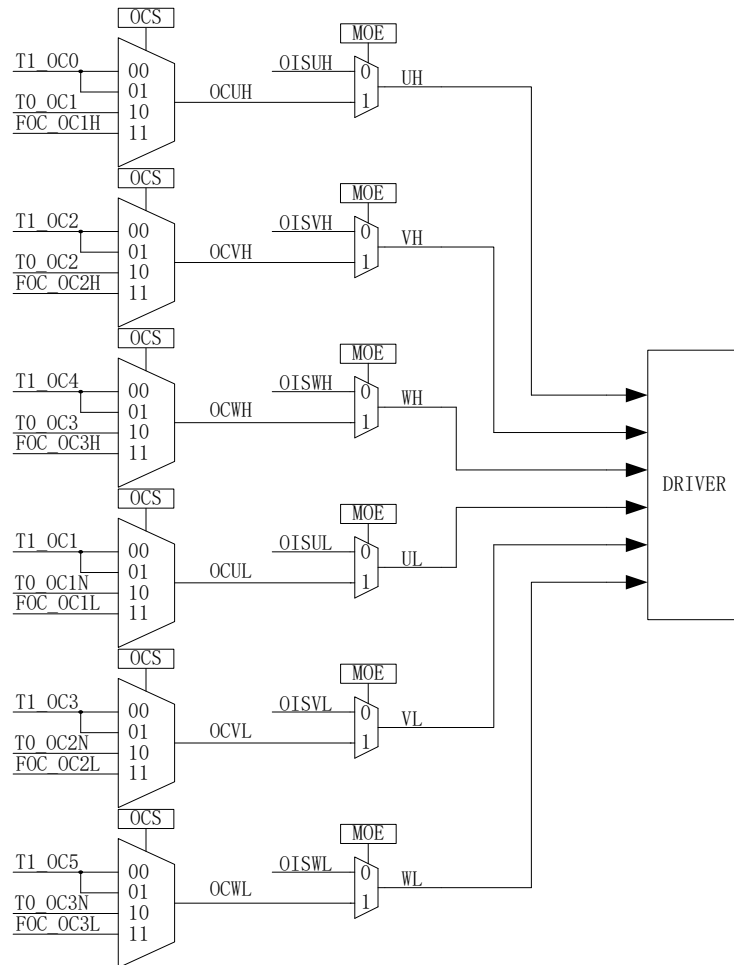 OCS
MOE
T1_OC0
00
OISUH
0
UH
01
OCUH
T0_OC1
10
1
FOC_OC1H
11
OCS
MOE
T1_OC2
00
OISVH
0
VH
01
OCVH
T0_OC2
10
1
FOC_OC2H
11
OCS
MOE
T1_OC4
00
OISWH
0
WH
01
OCWH
T0_OC3
10
1
FOC_OC3H
11
DRIVER
OCS
MOE
T1_OC1
00
OISUL
0
UL
01
OCUL
T0_OC1N
10
1
FOC_OC1L
11
OCS
MOE
T1_OC3
00
OISVL
0
VL
01
OCVL
T0_OC2N
10
1
FOC_OC2L
11
OCS
MOE
T1_OC5
00
OISWL
0
WL
01
OCWL
T0_OC3N
10
1
FOC_OC3L
11